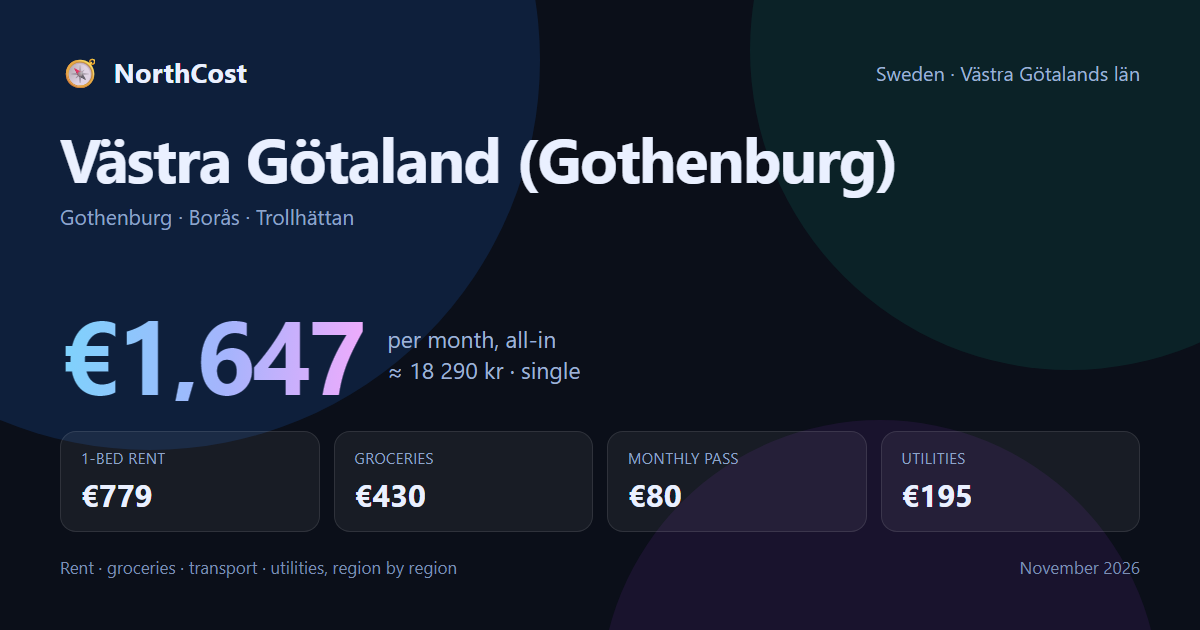 NorthCost
Sweden · Västra Götalands län
Västra Götaland (Gothenburg)
Gothenburg · Borås · Trollhättan
€1,647
per month, all-in
≈ 18 290 kr · single
1-BED RENT
€779
GROCERIES
€430
MONTHLY PASS
€80
UTILITIES
€195
Rent · groceries · transport · utilities, region by region
November 2026